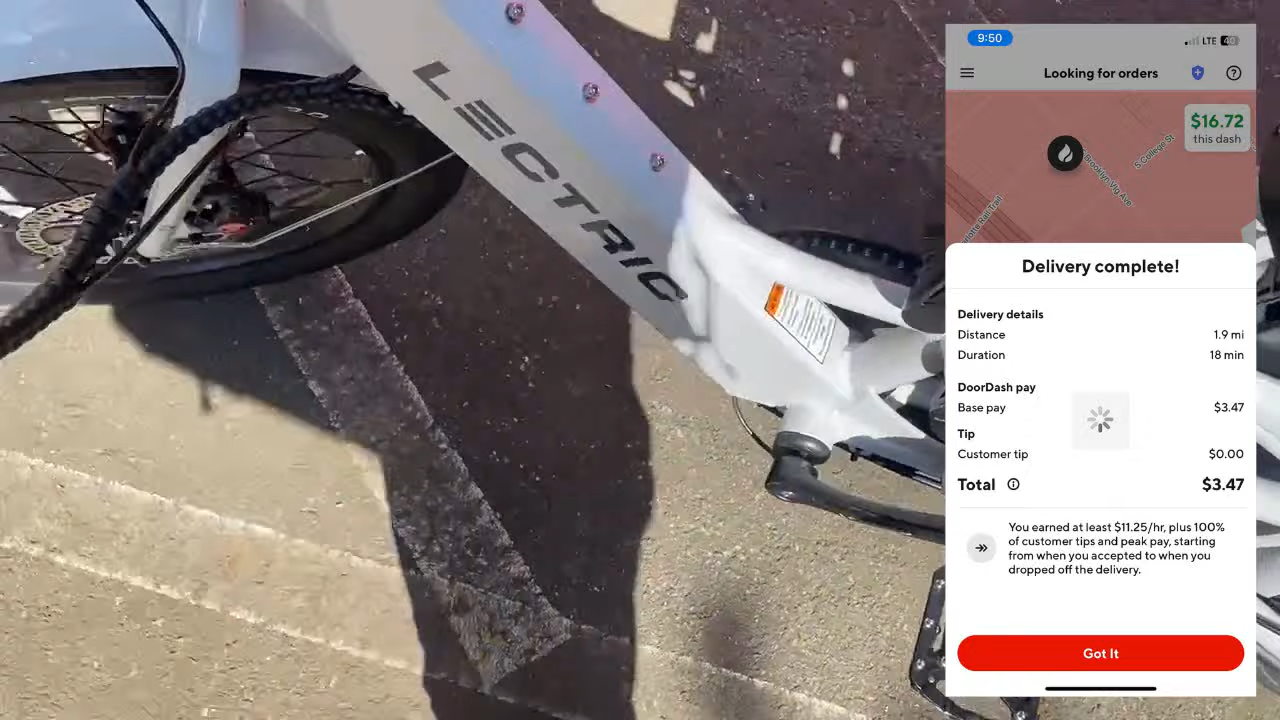 LECTRIC
9:50
LTE
Looking for orders
$16.72
this dash
S College St
Brooklyn Vlg Ave
Rail Trail
Delivery complete!
Delivery details
Distance 1.9 mi
Duration 18 min
DoorDash pay
Base pay $3.47
Tip
Customer tip $0.00
Total $3.47
You earned at least $11.25/hr, plus 100%
of customer tips and peak pay, starting
from when you accepted to when you
dropped off the delivery.
Got It